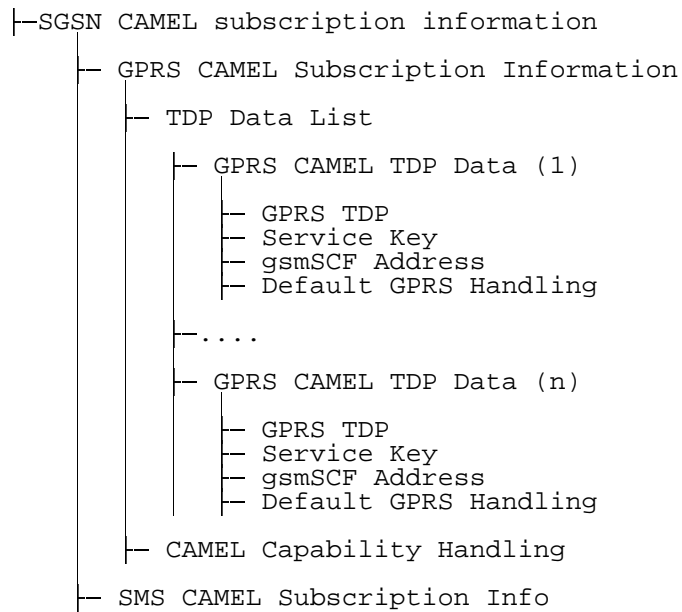 SGSN CAMEL subscription information
GPRS CAMEL Subscription Information
TDP Data List
GPRS CAMEL TDP Data (1)
GPRS TDP
Service Key
gsmSCF Address
Default GPRS Handling
....
GPRS CAMEL TDP Data (n)
GPRS TDP
Service Key
gsmSCF Address
Default GPRS Handling
CAMEL Capability Handling
SMS CAMEL Subscription Info